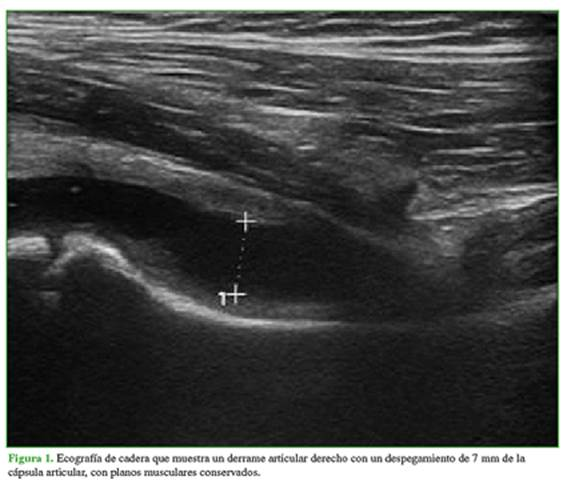 1
Figura 1. Ecografía de cadera que muestra un derrame articular derecho con un despegamiento de 7 mm de la
cápsula articular, con planos musculares conservados.